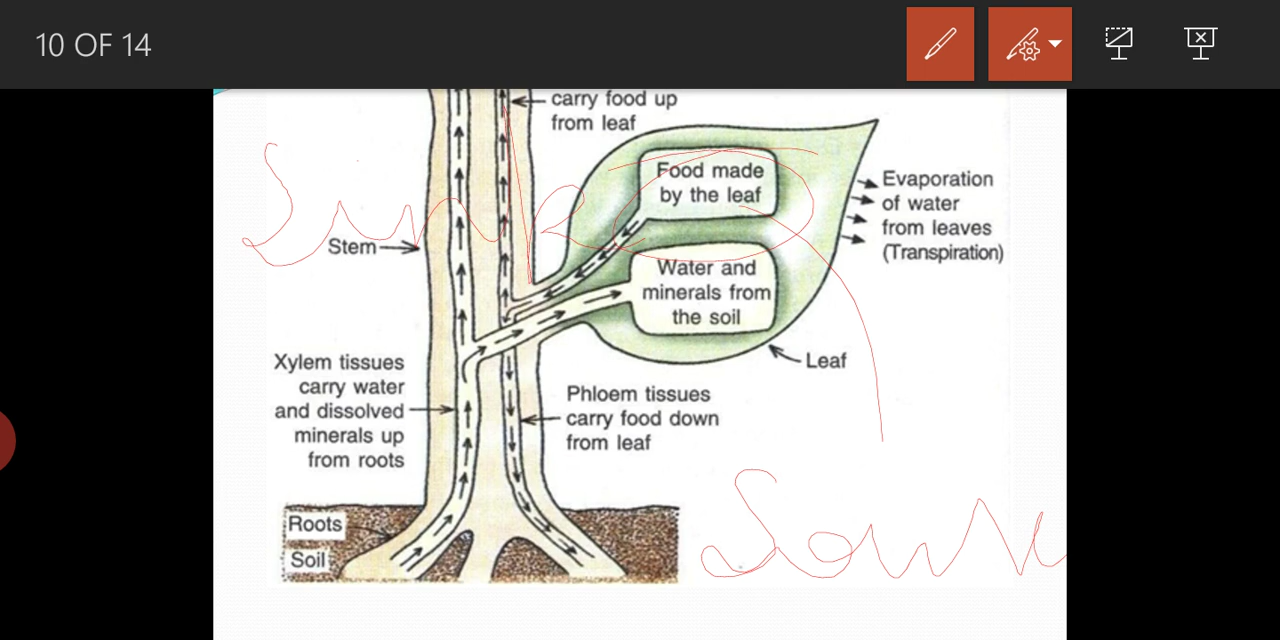 10 OF 14
carry food up
from leaf
Food made
by the leaf
Evaporation
of water
from leaves
(Transpiration)
Sink
Stem
Water and
minerals from
the soil
Leaf
Xylem tissues
carry water
and dissolved
minerals up
from roots
Phloem tissues
carry food down
from leaf
Roots
Soil